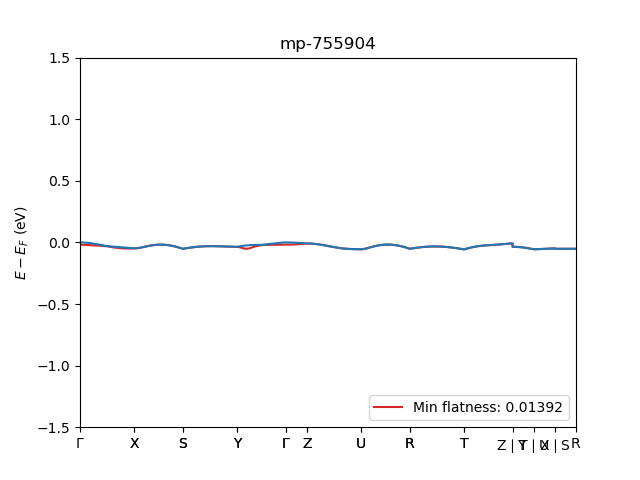 mp-755904
1.5
1.0
0.5
0.0
−0.5
−1.0
−1.5
E − E_F (eV)
Min flatness: 0.01392
Γ X S Y Γ Z U R T Z | Y T | U X | S R